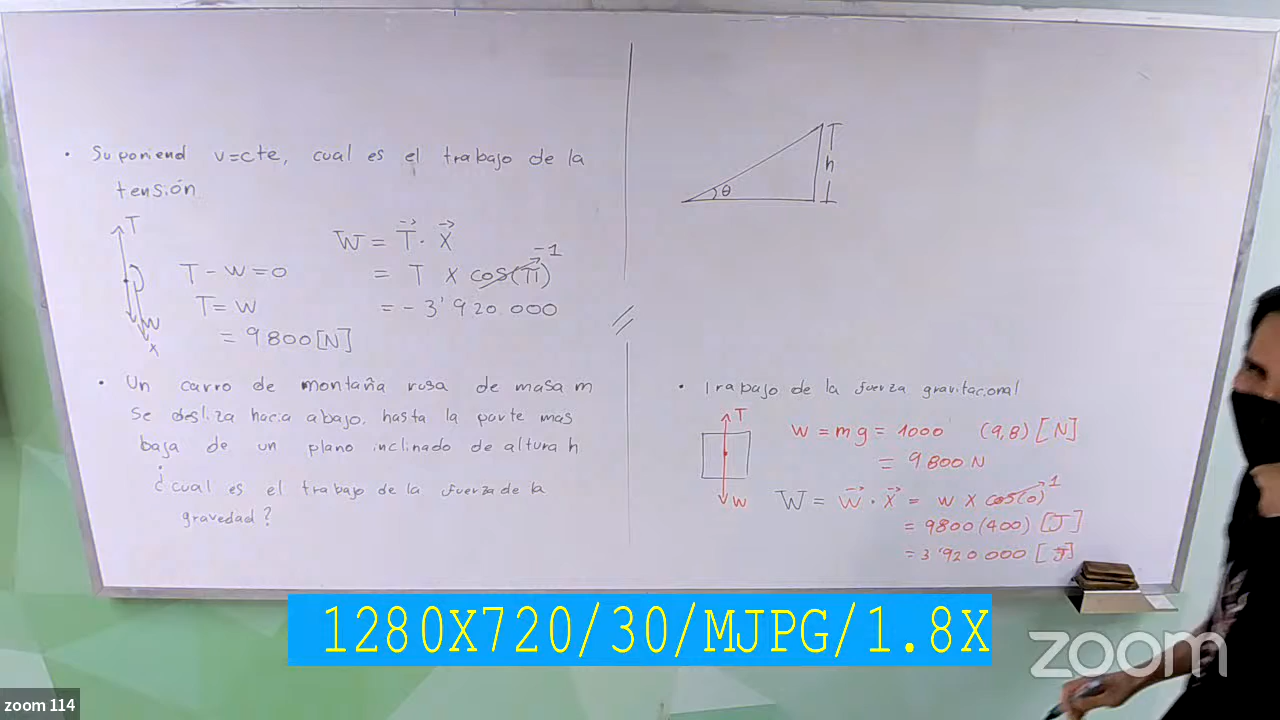 • Suponiend v=cte, cual es el trabajo de la
tensión
T
W
x
T - W = 0
T = W
= 9800 [N]
W = T⃗ · X⃗
= T X cos(π) -1
= - 3'920 000
• Un carro de montaña rusa de masa m
se desliza hacia abajo, hasta la parte mas
baja de un plano inclinado de altura h
¿cual es el trabajo de la fuerza de la
gravedad?
θ
h
• Trabajo de la fuerza gravitacional
T
W
W = m g = 1000 (9,8) [N]
= 9800 N
W = W⃗ · X⃗ = W X cos(0) 1
= 9800 (400) [J]
= 3'920 000 [J]
1280X720/30/MJPG/1.8X
zoom
zoom 114